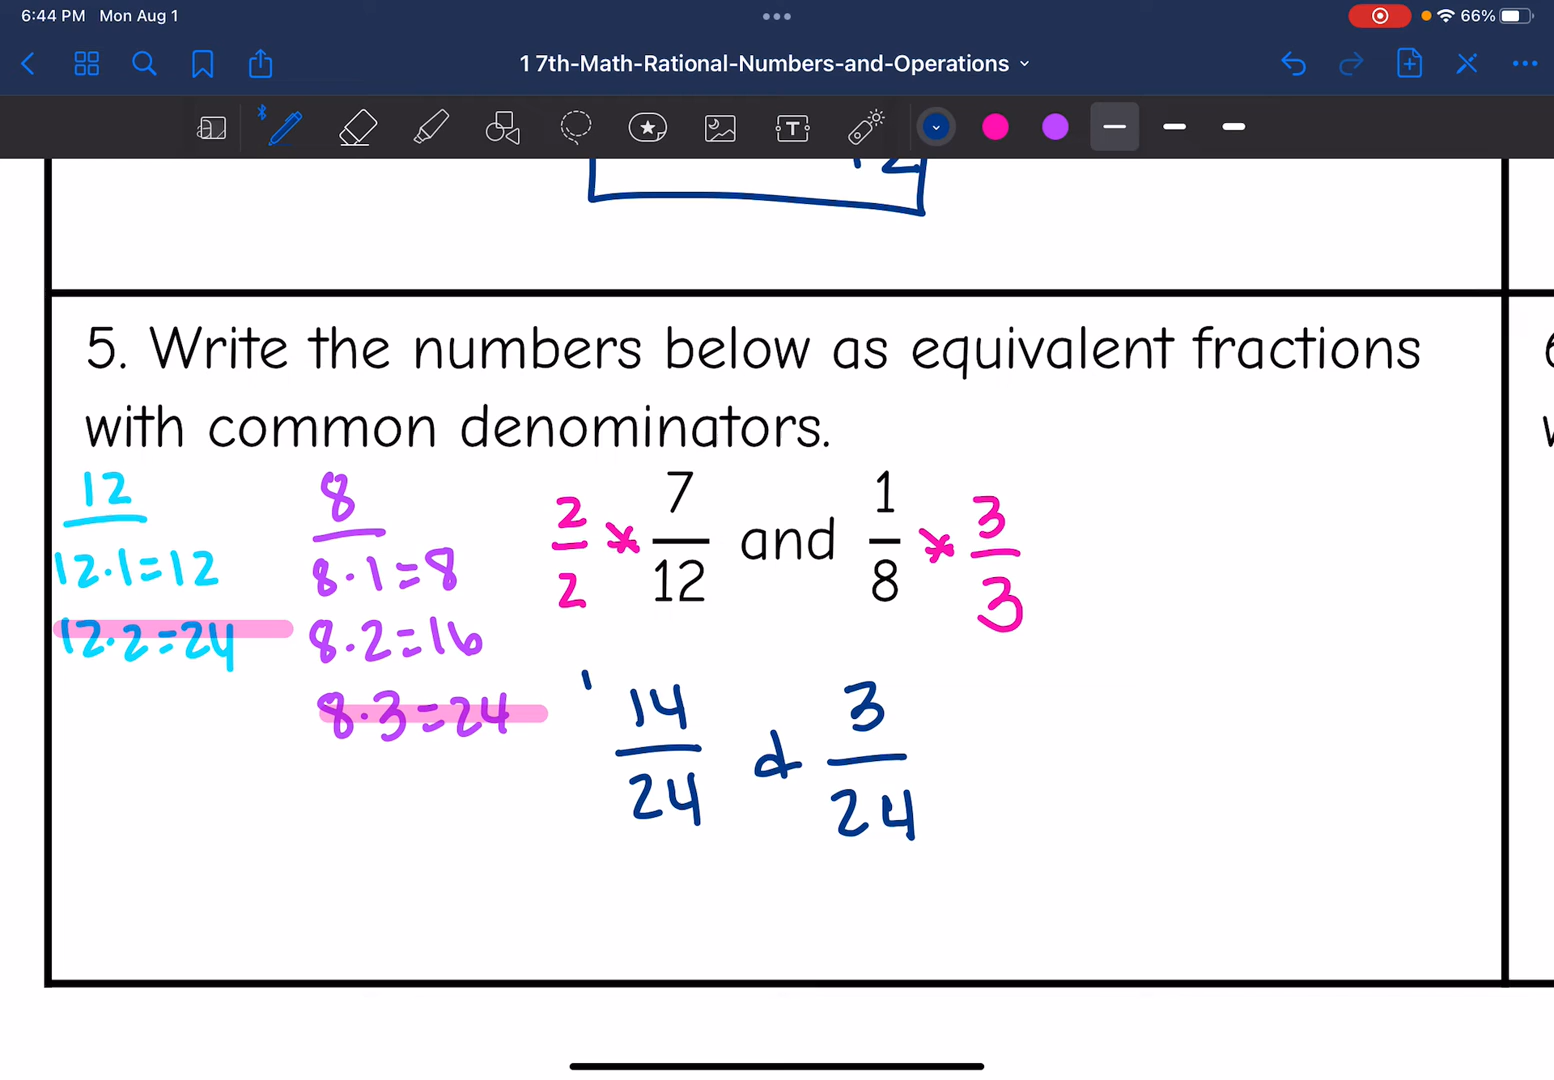 6:44 PM Mon Aug 1
66%
1 7th-Math-Rational-Numbers-and-Operations
T
12
5. Write the numbers below as equivalent fractions
with common denominators.
12
12·1=12
12·2=24
8
8·1=8
8·2=16
8·3=24
2/2 * 7/12 and 1/8 * 3/3
14/24 & 3/24